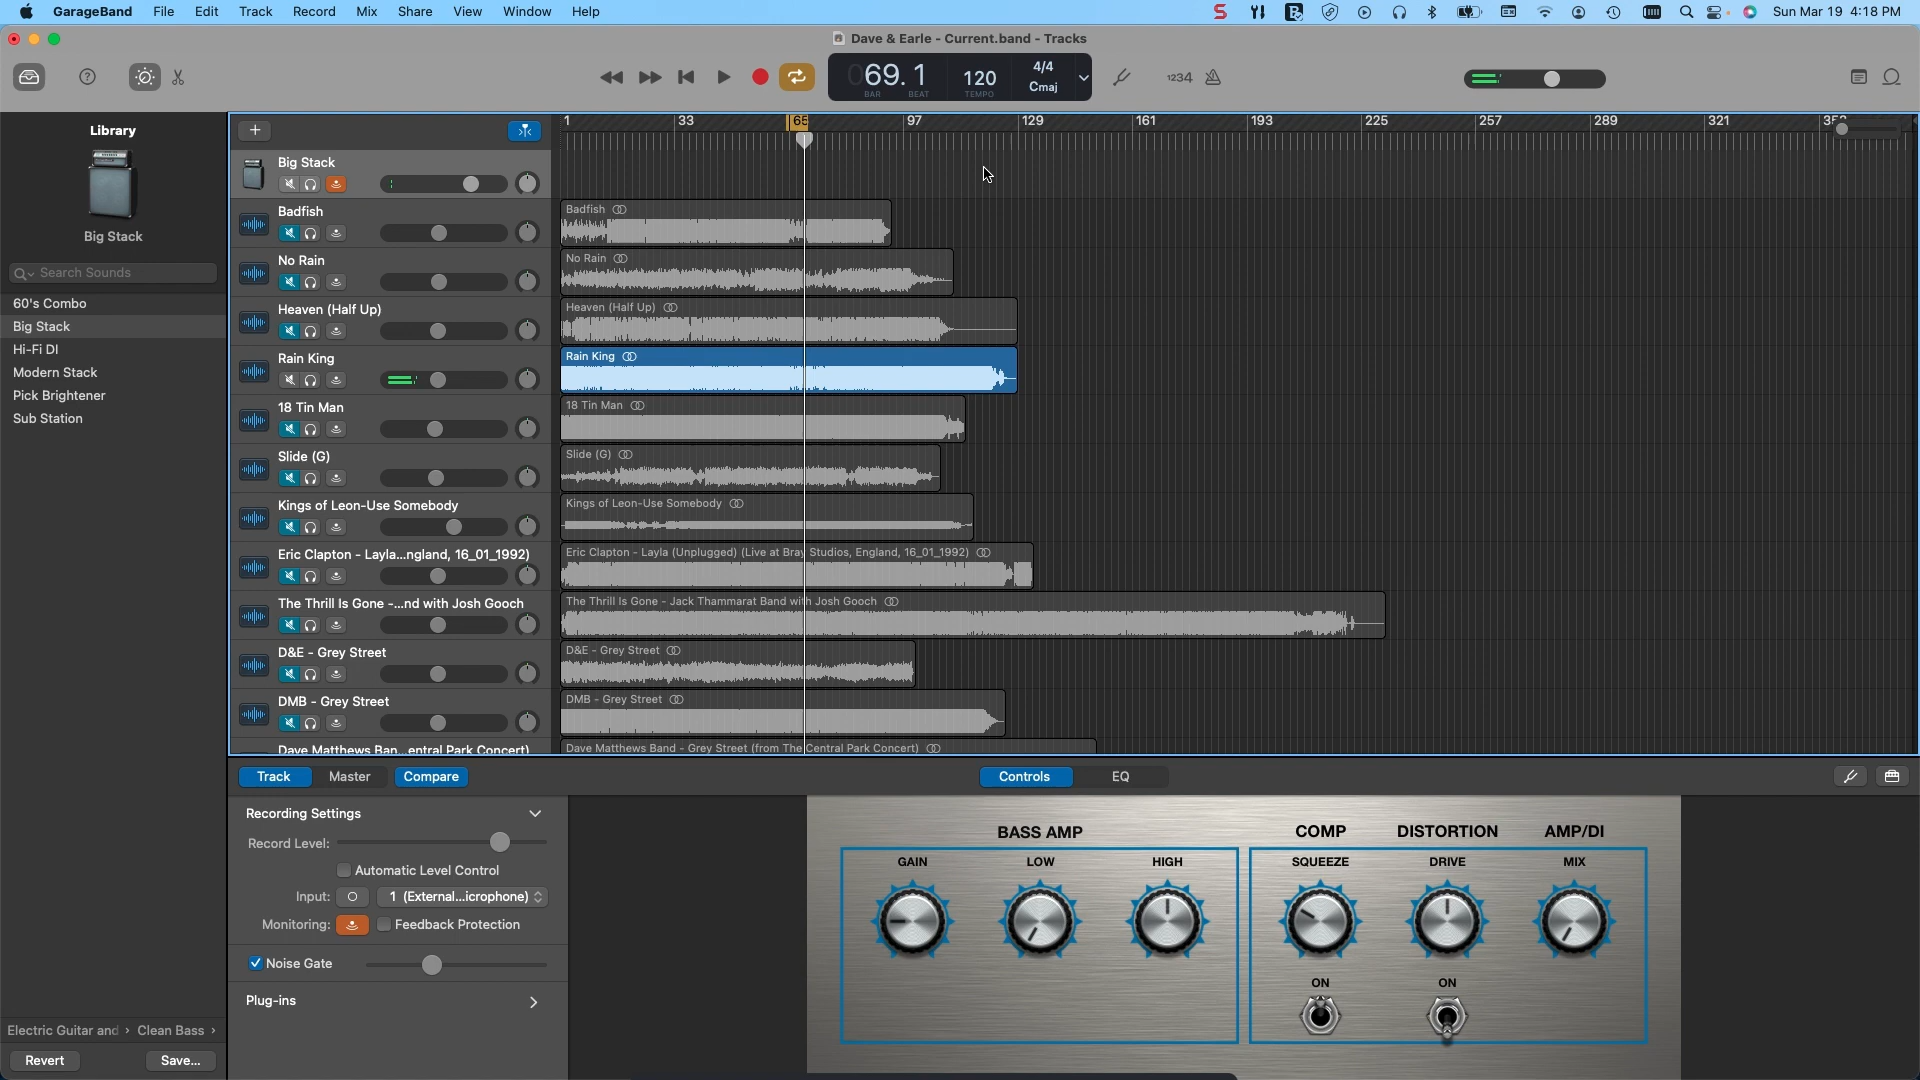 GarageBand File Edit Track Record Mix Share View Window Help
Sun Mar 19 4:18 PM
Dave & Earle - Current.band - Tracks
069.1
BAR BEAT
120
TEMPO
4/4
Cmaj
1234
Library
Big Stack
Search Sounds
60's Combo
Big Stack
Hi-Fi DI
Modern Stack
Pick Brightener
Sub Station
Electric Guitar and › Clean Bass ›
Revert
Save...
1 33 65 97 129 161 193 225 257 289 321
Big Stack
Badfish
Badfish
No Rain
No Rain
Heaven (Half Up)
Heaven (Half Up)
Rain King
Rain King
18 Tin Man
18 Tin Man
Slide (G)
Slide (G)
Kings of Leon-Use Somebody
Kings of Leon-Use Somebody
Eric Clapton - Layla...ngland, 16_01_1992)
Eric Clapton - Layla (Unplugged) (Live at Bray Studios, England, 16_01_1992)
The Thrill Is Gone -...nd with Josh Gooch
The Thrill Is Gone - Jack Thammarat Band with Josh Gooch
D&E - Grey Street
D&E - Grey Street
DMB - Grey Street
DMB - Grey Street
Dave Matthews Ban...entral Park Concert)
Dave Matthews Band - Grey Street (from The Central Park Concert)
Track Master Compare
Controls EQ
Recording Settings
Record Level:
Automatic Level Control
Input: 1 (External...icrophone)
Monitoring: Feedback Protection
Noise Gate
Plug-ins
BASS AMP
GAIN LOW HIGH
COMP DISTORTION AMP/DI
SQUEEZE DRIVE MIX
ON ON